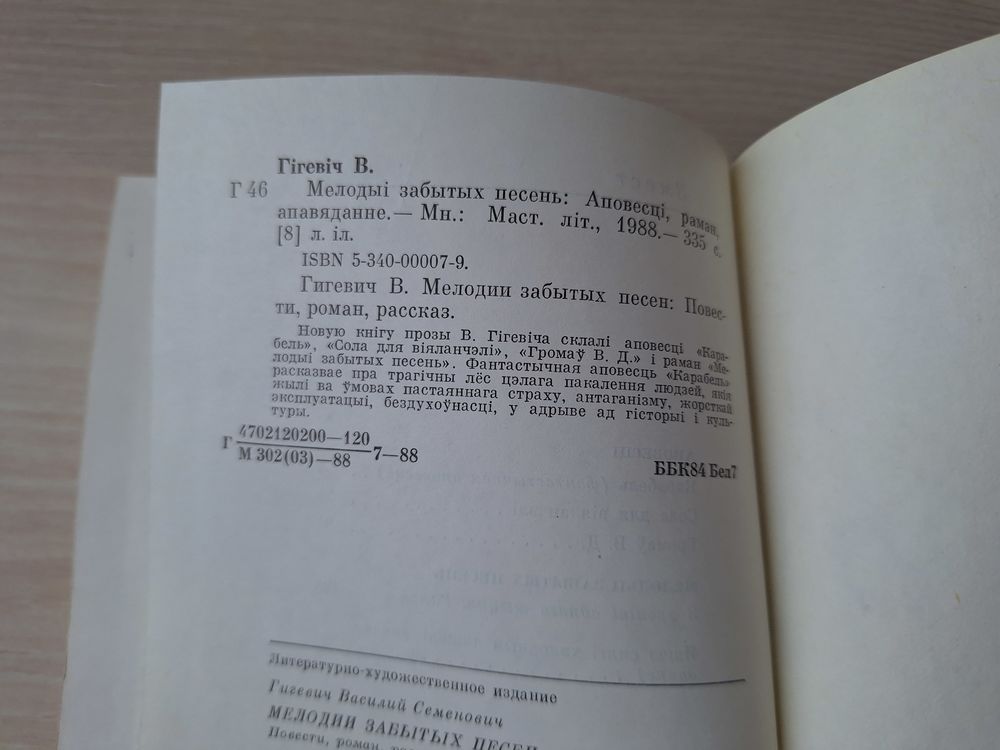 Гігевіч В.
Г 46 Мелодыі забытых песень: Аповесці, раман,
апавяданне.— Мн.: Маст. літ., 1988.— 335 с.
[8] л. іл.
ISBN 5-340-00007-9.
Гигевич В. Мелодии забытых песен: Повес-
ти, роман, рассказ.
Новую кнігу прозы В. Гігевіча склалі аповесці «Кара-
бель», «Сола для віяланчэлі», «Громаў В. Д.» і раман «Ме-
лодыі забытых песень». Фантастычная аповесць «Карабель»
расказвае пра трагічны лёс цэлага пакалення людзей, якія
жылі ва ўмовах пастаяннага страху, антаганізму, жорсткай
эксплуатацыі, бездухоўнасці, у адрыве ад гісторыі і куль-
туры.
4702120200—120
Г 7—88
М 302(03)—88
ББК84 Бел7
Литературно-художественное издание
Гигевич Василий Семенович
МЕЛОДИИ ЗАБЫТЫХ ПЕСЕН
Повести, роман,